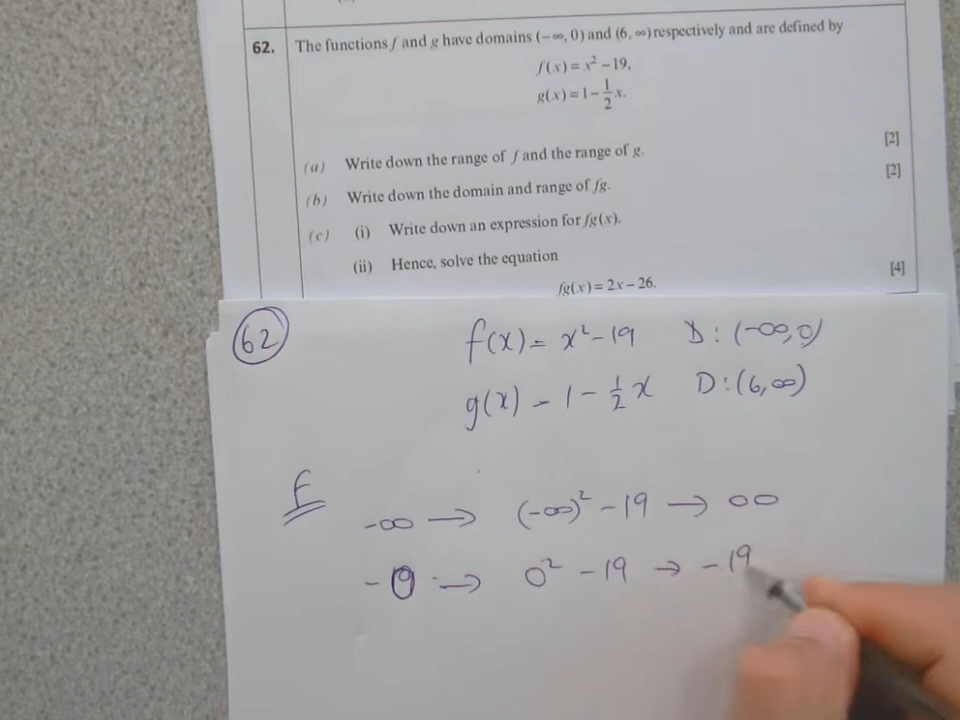 62. The functions f and g have domains (−∞, 0) and (6, ∞) respectively and are defined by
f(x) = x² − 19,
g(x) = 1 − 1/2 x.
(a) Write down the range of f and the range of g. [2]
(b) Write down the domain and range of fg. [2]
(c) (i) Write down an expression for fg(x).
(ii) Hence, solve the equation
fg(x) = 2x − 26. [4]
62 f(x) = x² − 19 D : (−∞, 0)
g(x) − 1 − 1/2 x D : (6, ∞)
f
−∞ → (−∞)² − 19 → ∞
− 0 → 0² − 19 → −19